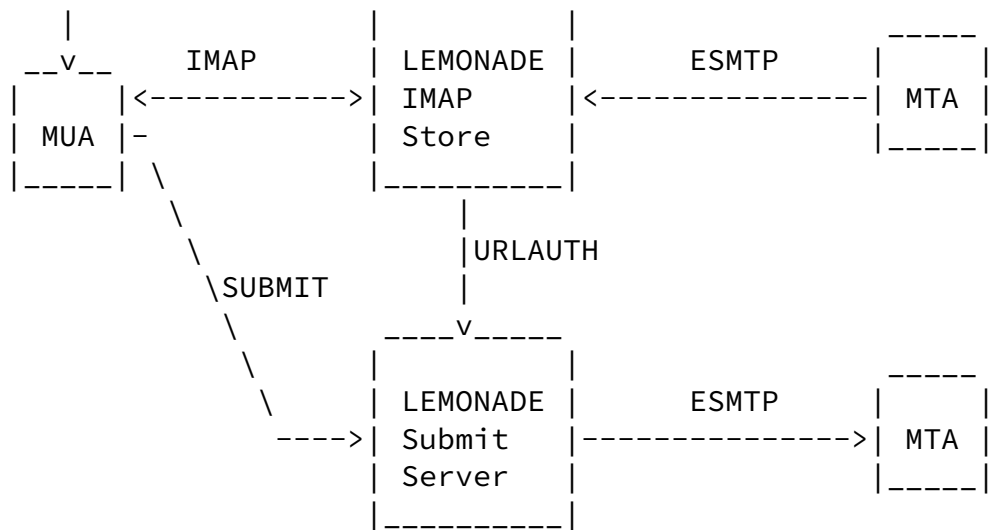 IMAP LEMONADE ESMTP
IMAP MTA
MUA Store
URLAUTH
SUBMIT
LEMONADE ESMTP
Submit MTA
Server